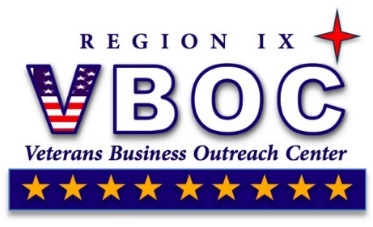 REGION IX
VBOC
Veterans Business Outreach Center